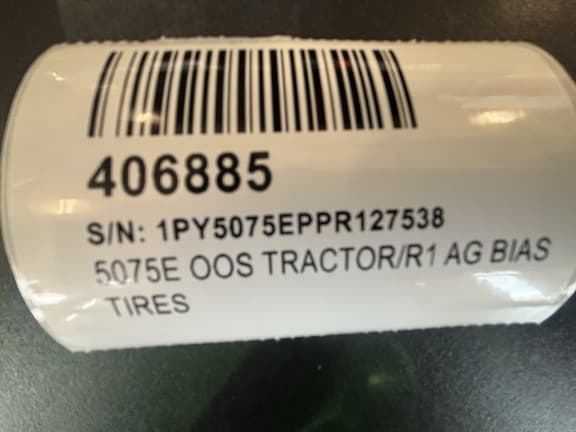 406885
S/N: 1PY5075EPPR127538
5075E OOS TRACTOR/R1 AG BIAS
TIRES